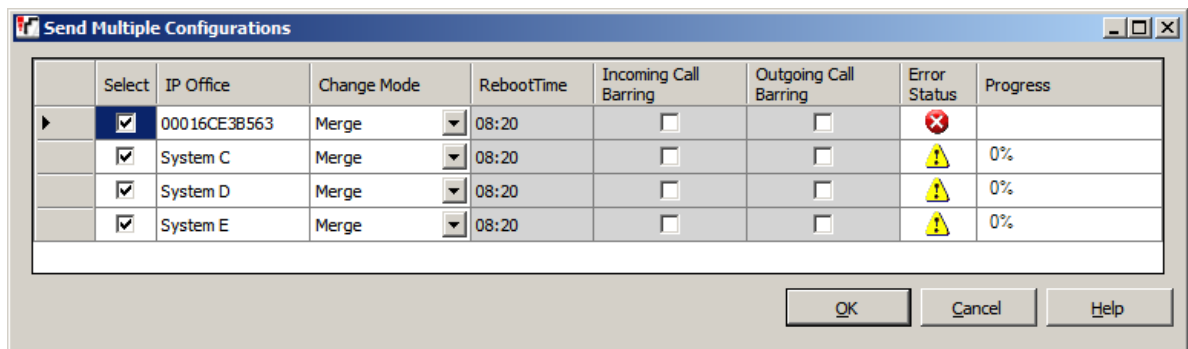 Send Multiple Configurations
Select IP Office Change Mode RebootTime Incoming Call Barring Outgoing Call Barring Error Status Progress
00016CE3B563 Merge 08:20
System C Merge 08:20 0%
System D Merge 08:20 0%
System E Merge 08:20 0%
OK Cancel Help